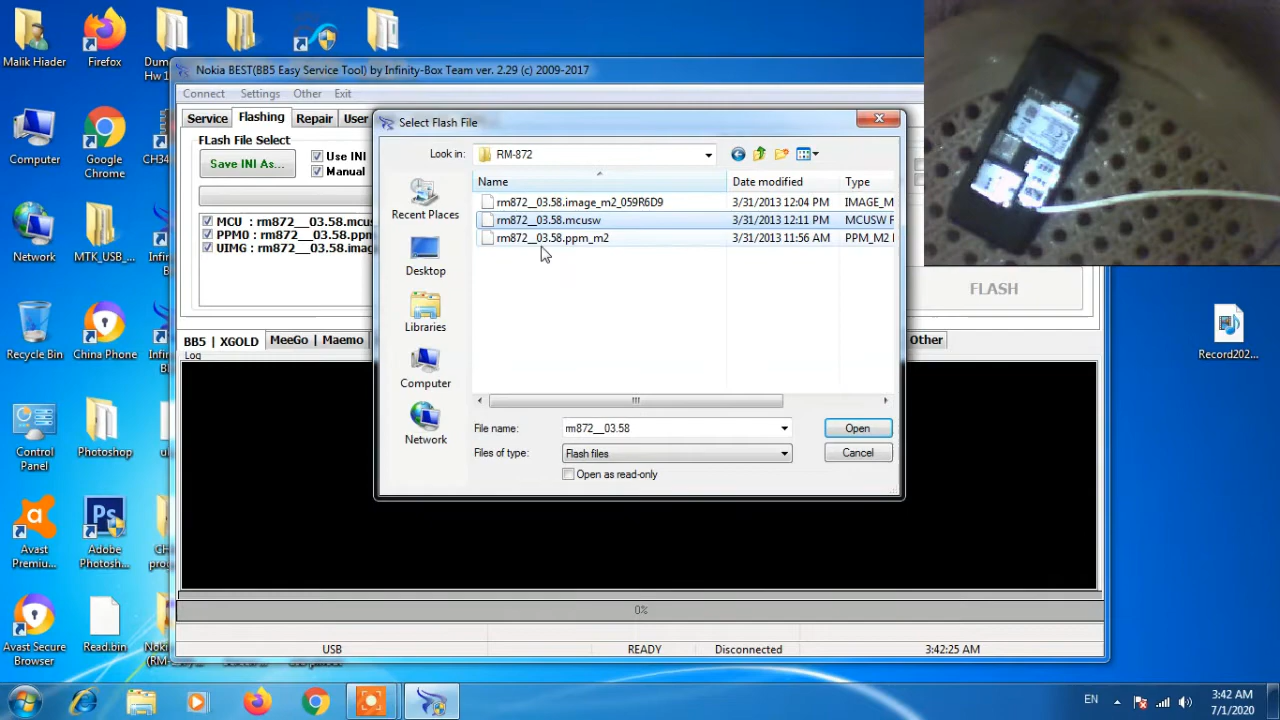 Malik Hiader
Firefox
Dum
Hw 1
Computer
Google
Chrome
CH34
Network
MTK_USB_...
Recycle Bin
China Phone
Control
Panel
Photoshop
Avast
Premiu...
Adobe
Photosh...
Avast Secure
Browser
Read.bin
Record202...
Nokia BEST(BB5 Easy Service Tool) by Infinity-Box Team ver. 2.29 (c) 2009-2017
Connect Settings Other Exit
Service Flashing Repair User
FLash File Select
Save INI As...
Use INI
Manual
MCU : rm872__03.58.mcus
PPM0 : rm872__03.58.ppm
UIMG : rm872__03.58.imag
FLASH
BB5 | XGOLD MeeGo | Maemo Other
Log
0%
USB READY Disconnected 3:42:25 AM
Select Flash File
Look in: RM-872
Name Date modified Type
rm872__03.58.image_m2_059R6D9 3/31/2013 12:04 PM IMAGE_M
rm872__03.58.mcusw 3/31/2013 12:11 PM MCUSW F
rm872__03.58.ppm_m2 3/31/2013 11:56 AM PPM_M2
Recent Places
Desktop
Libraries
Computer
Network
File name: rm872__03.58 Open
Files of type: Flash files Cancel
Open as read-only
EN
3:42 AM
7/1/2020